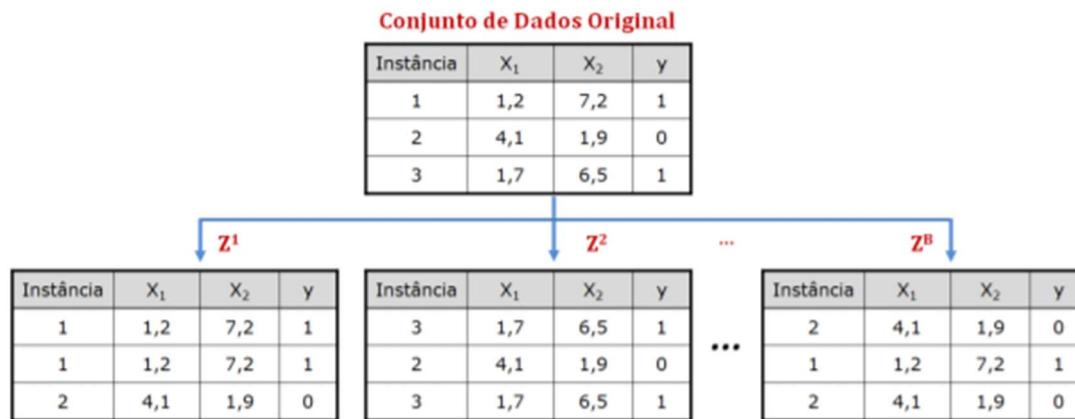 Conjunto de Dados Original
Instância X₁ X₂ y
1 1,2 7,2 1
2 4,1 1,9 0
3 1,7 6,5 1
Z¹ Z² ... Zᴮ
Instância X₁ X₂ y
1 1,2 7,2 1
1 1,2 7,2 1
2 4,1 1,9 0
Instância X₁ X₂ y
3 1,7 6,5 1
2 4,1 1,9 0
3 1,7 6,5 1
...
Instância X₁ X₂ y
2 4,1 1,9 0
1 1,2 7,2 1
2 4,1 1,9 0